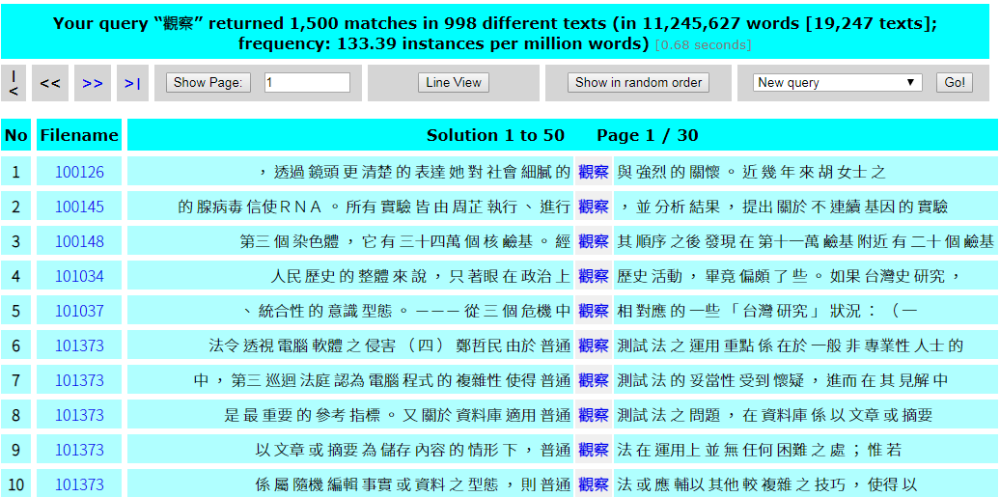 Your query “觀察” returned 1,500 matches in 998 different texts (in 11,245,627 words [19,247 texts];
frequency: 133.39 instances per million words) [0.68 seconds]
|< << >> >| Show Page: 1 Line View Show in random order New query Go!
No Filename Solution 1 to 50 Page 1 / 30
1 100126 ， 透過 鏡頭 更 清楚 的 表達 她 對 社會 細膩 的 觀察 與 強烈 的 關懷 。 近 幾 年 來 胡 女士 之
2 100145 的 腺病毒 信使ＲＮＡ 。 所有 實驗 皆 由 周芷 執行 、 進行 觀察 ， 並 分析 結果 ， 提出 關於 不 連續 基因 的 實驗
3 100148 第三 個 染色體 ， 它 有 三十四萬 個 核 鹼基 。 經 觀察 其 順序 之後 發現 在 第十一萬 鹼基 附近 有 二十 個 鹼基
4 101034 人民 歷史 的 整體 來 說 ， 只 著眼 在 政治 上 觀察 歷史 活動 ， 畢竟 偏頗 了 些 。 如果 台灣史 研究 ，
5 101037 、 統合性 的 意識 型態 。 －－－ 從 三 個 危機 中 觀察 相 對應 的 一些 「 台灣 研究 」 狀況 ： （ 一
6 101373 法令 透視 電腦 軟體 之 侵害 （ 四 ） 鄭哲民 由於 普通 觀察 測試 法 之 運用 重點 係 在於 一般 非 專業性 人士 的
7 101373 中 ， 第三 巡迴 法庭 認為 電腦 程式 的 複雜性 使得 普通 觀察 測試 法 的 妥當性 受到 懷疑 ， 進而 在 其 見解 中
8 101373 是 最 重要 的 參考 指標 。 又 關於 資料庫 適用 普通 觀察 測試 法 之 問題 ， 在 資料庫 係 以 文章 或 摘要
9 101373 以 文章 或 摘要 為 儲存 內容 的 情形 下 ， 普通 觀察 法 在 運用 上 並 無 任何 困難 之 處 ； 惟 若
10 101373 係 屬 隨機 編輯 事實 或 資料 之 型態 ， 則 普通 觀察 法 或 應 輔以 其他 較 複雜 之 技巧 ， 使得 以